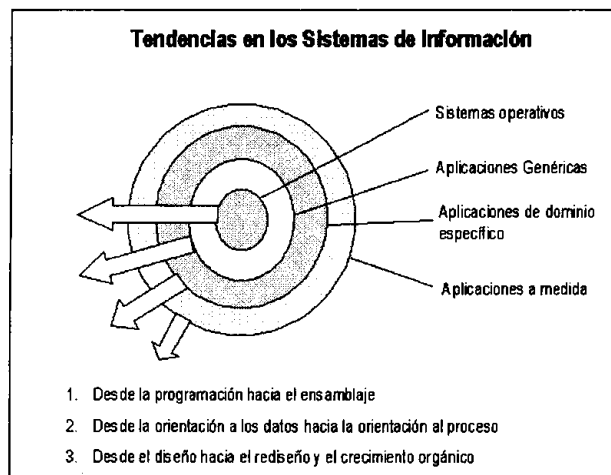 Tendencias en los Sistemas de Información
Sistemas operativos
Aplicaciones Genéricas
Aplicaciones de dominio
específico
Aplicaciones a medida
1. Desde la programación hacia el ensamblaje
2. Desde la orientación a los datos hacia la orientación al proceso
3. Desde el diseño hacia el rediseño y el crecimiento orgánico